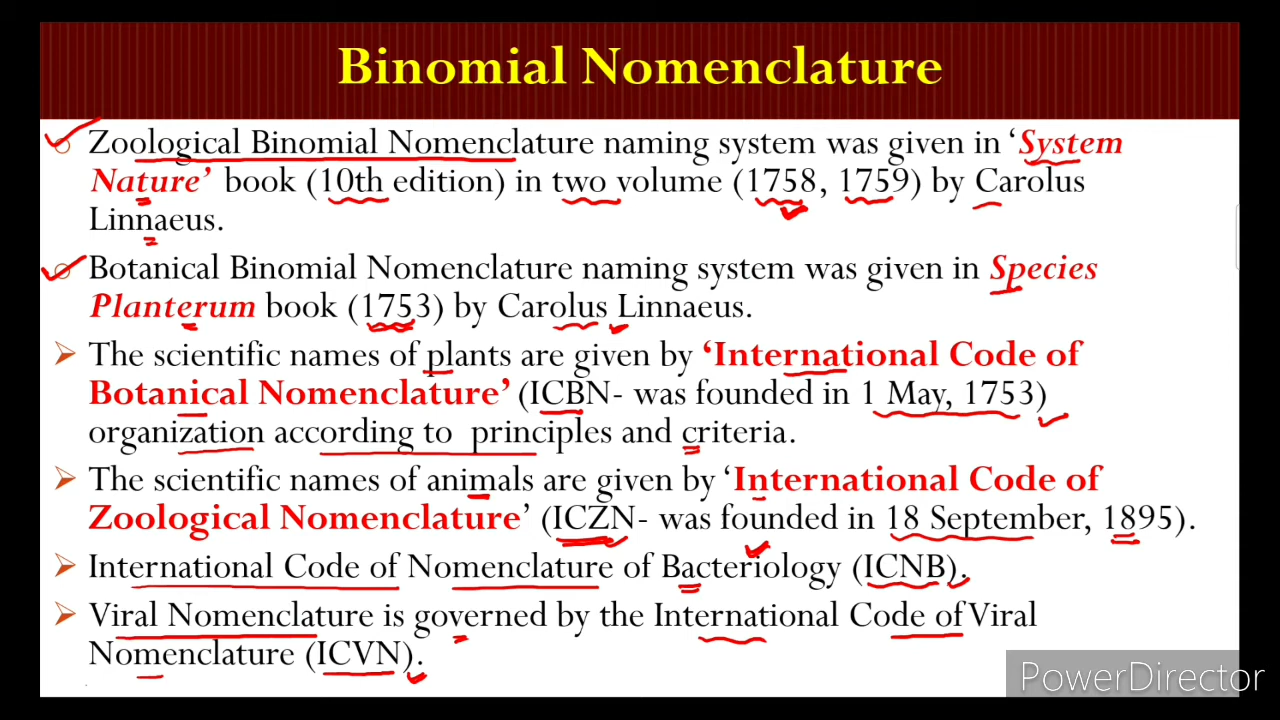 Binomial Nomenclature
Zoological Binomial Nomenclature naming system was given in ‘System
Nature’ book (10th edition) in two volume (1758, 1759) by Carolus
Linnaeus.
Botanical Binomial Nomenclature naming system was given in Species
Planterum book (1753) by Carolus Linnaeus.
The scientific names of plants are given by ‘International Code of
Botanical Nomenclature’ (ICBN- was founded in 1 May, 1753)
organization according to principles and criteria.
The scientific names of animals are given by ‘International Code of
Zoological Nomenclature’ (ICZN- was founded in 18 September, 1895).
International Code of Nomenclature of Bacteriology (ICNB).
Viral Nomenclature is governed by the International Code of Viral
Nomenclature (ICVN).
PowerDirector